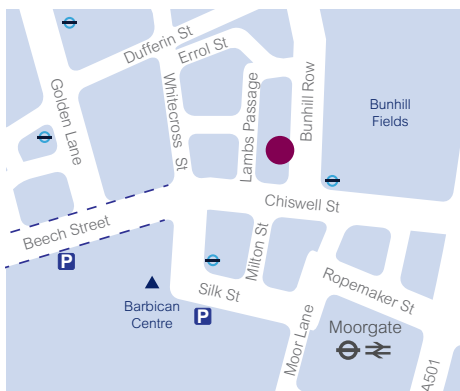 Dufferin St
Errol St
Golden Lane
Whitecross St
Lambs Passage
Bunhill Row
Bunhill
Fields
Chiswell St
Beech Street
P
Milton St
Silk St
Ropemaker St
Barbican
Centre
P
Moor Lane
Moorgate
A501